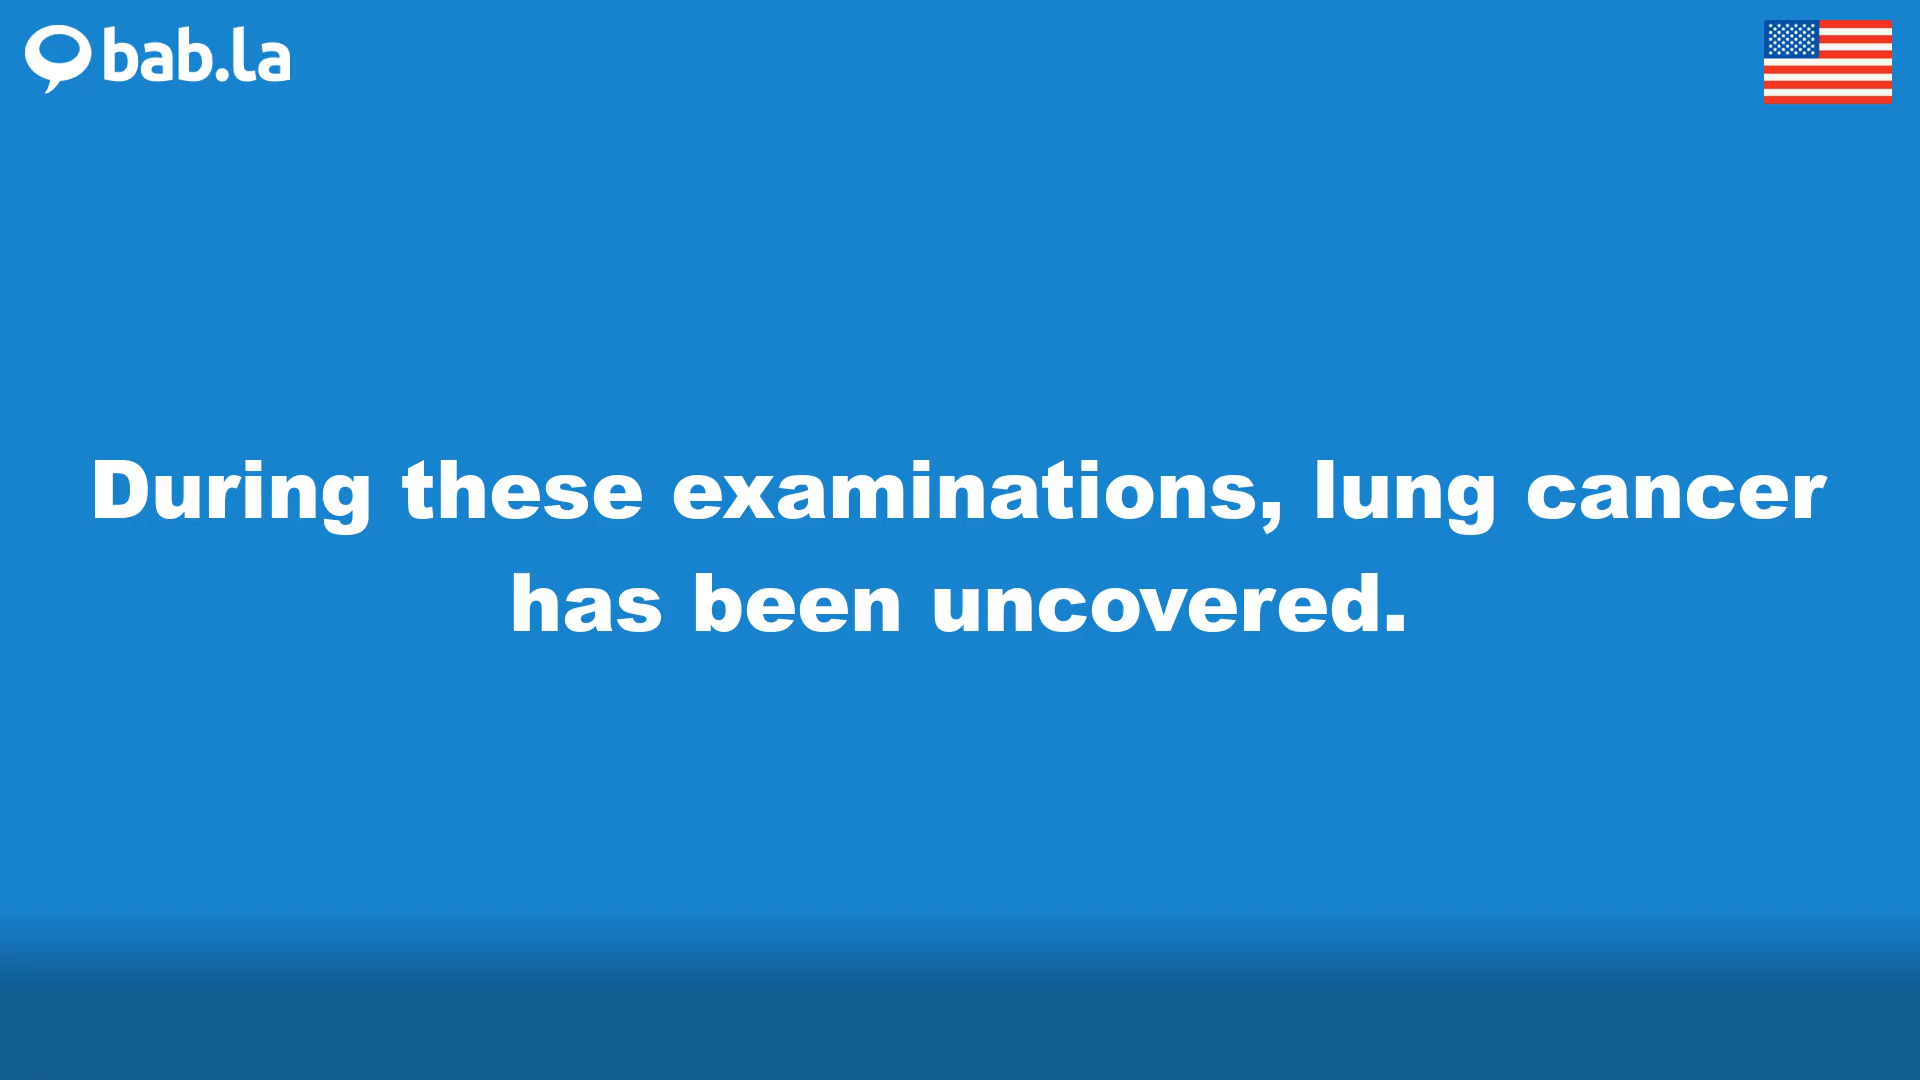 bab.la
During these examinations, lung cancer
has been uncovered.